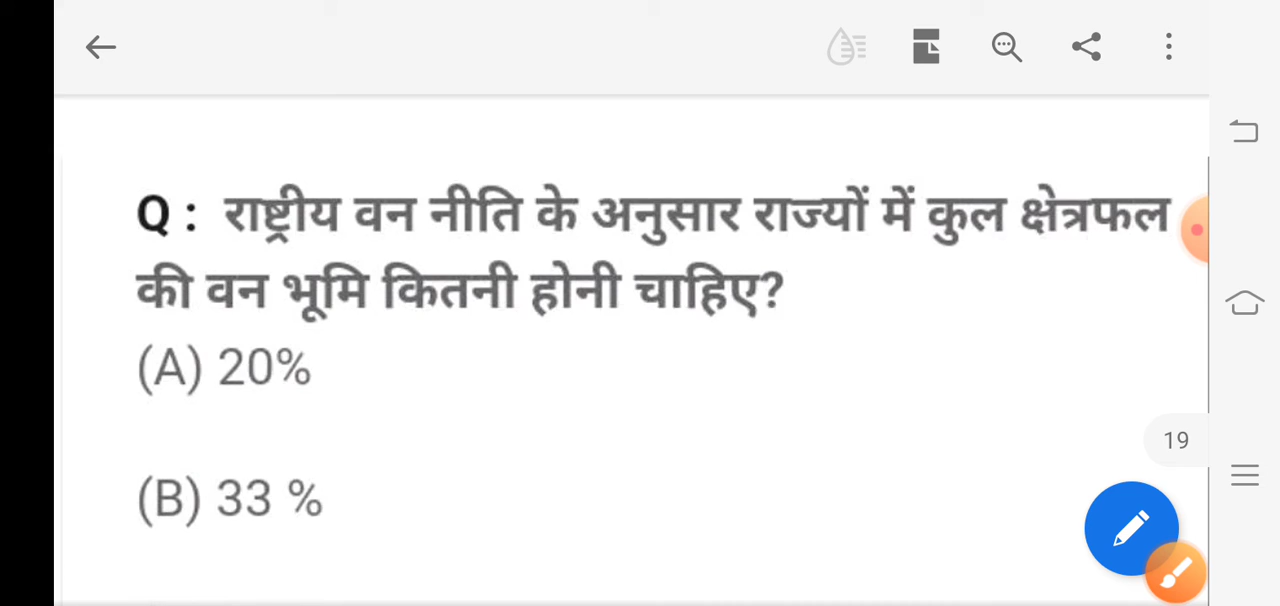 Q : राष्ट्रीय वन नीति के अनुसार राज्यों में कुल क्षेत्रफल
की वन भूमि कितनी होनी चाहिए?
(A) 20%
19
(B) 33 %